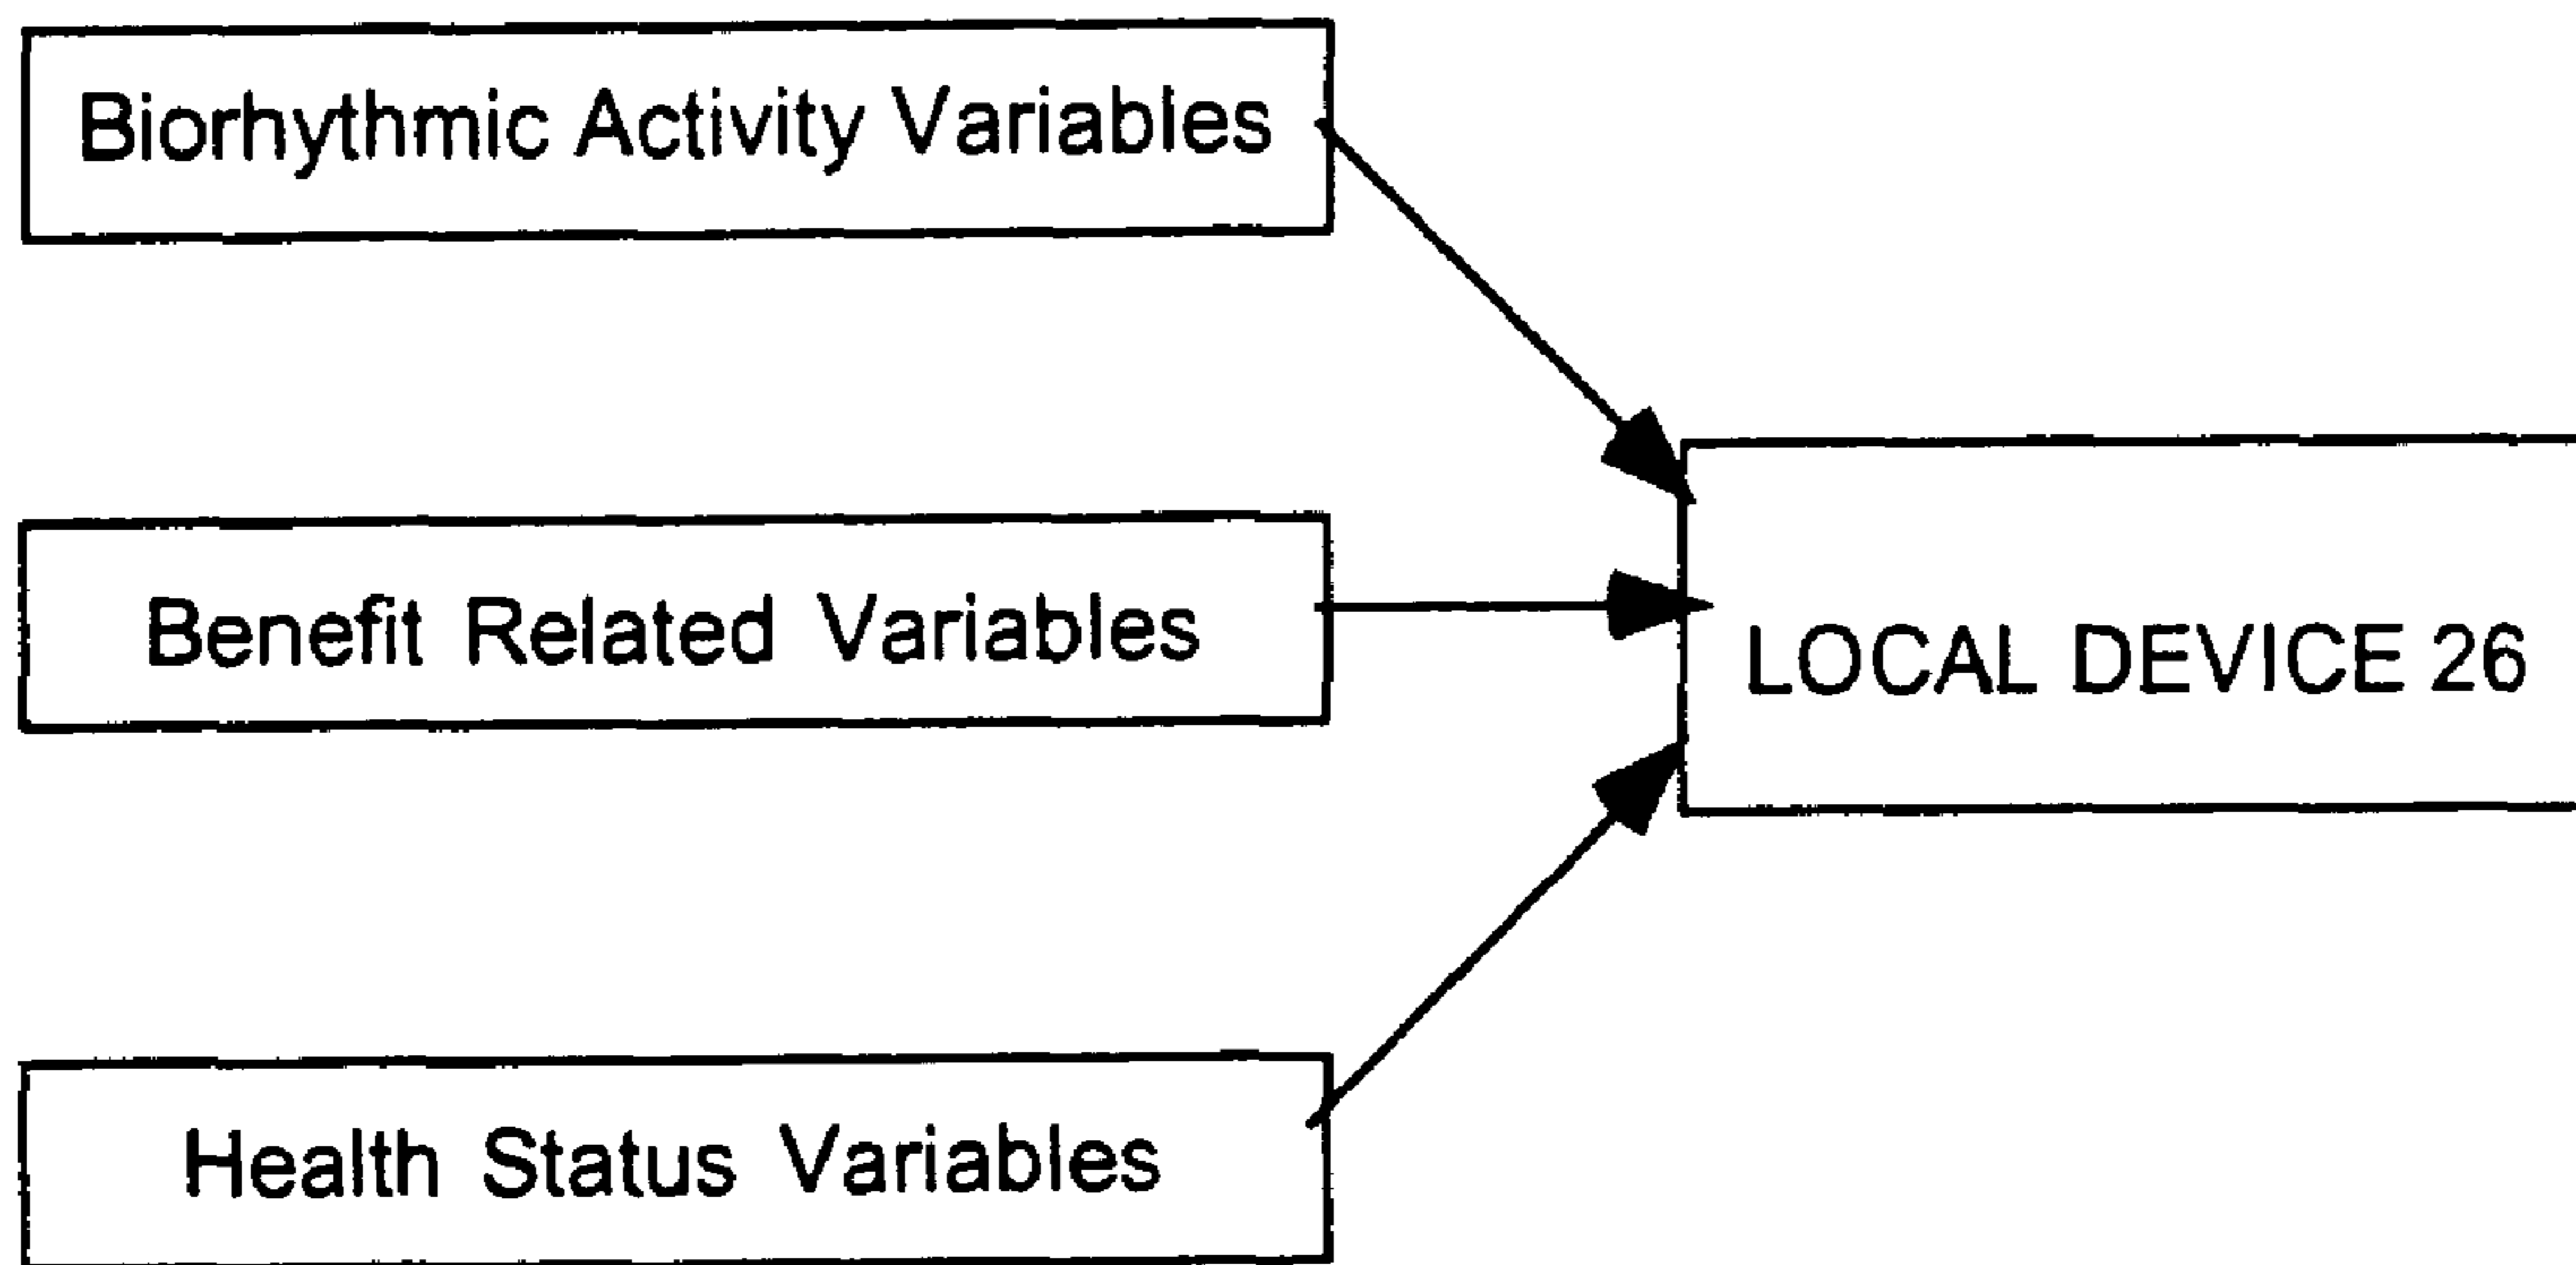 Biorhythmic Activity Variables
Benefit Related Variables
LOCAL DEVICE 26
Health Status Variables